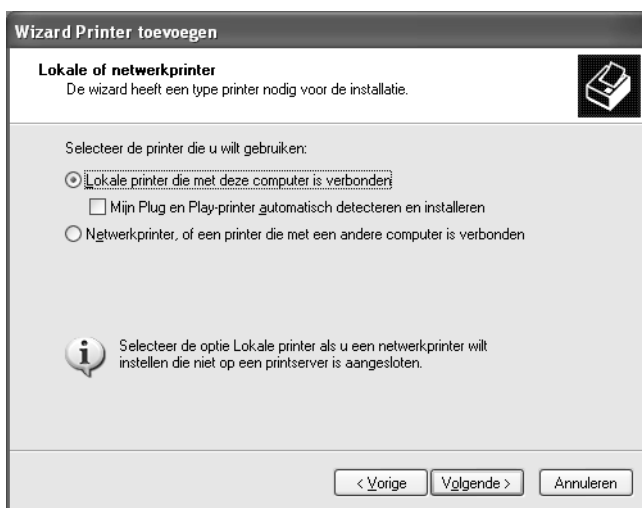 Wizard Printer toevoegen
Lokale of netwerkprinter
De wizard heeft een type printer nodig voor de installatie.
Selecteer de printer die u wilt gebruiken:
Lokale printer die met deze computer is verbonden
Mijn Plug en Play-printer automatisch detecteren en installeren
Netwerkprinter, of een printer die met een andere computer is verbonden
Selecteer de optie Lokale printer als u een netwerkprinter wilt
instellen die niet op een printserver is aangesloten.
< Vorige Volgende > Annuleren